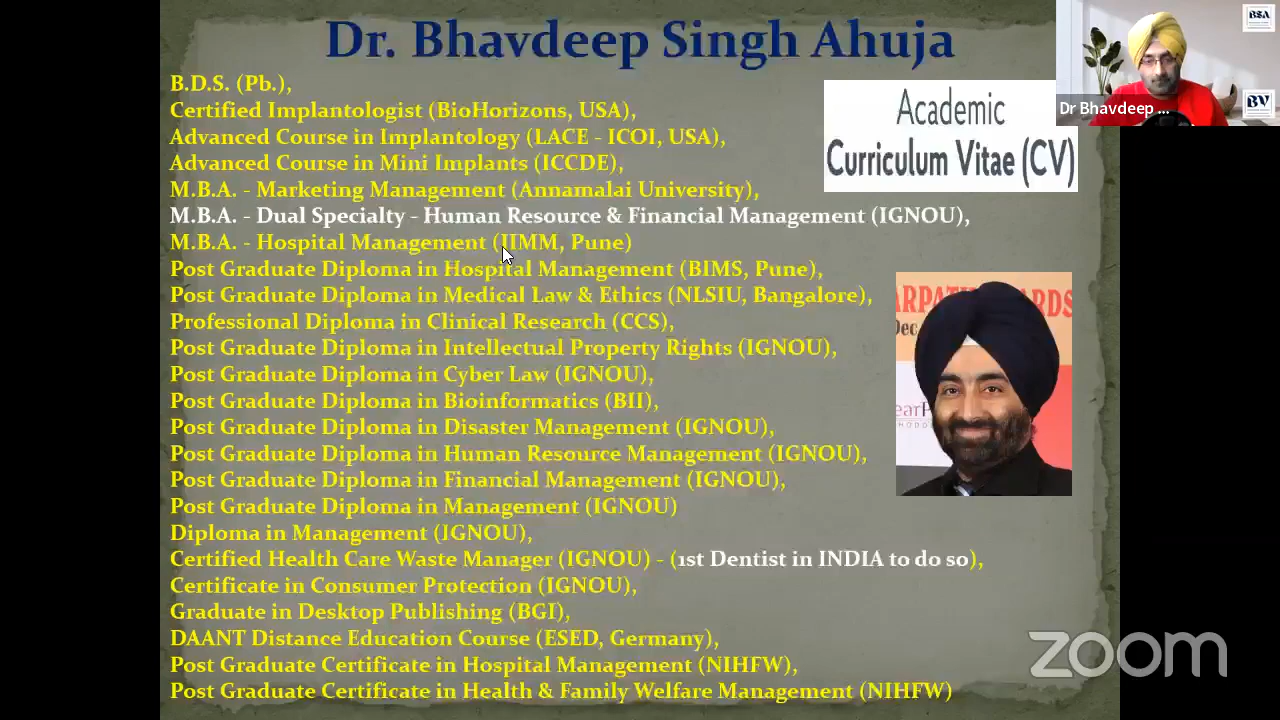 Dr. Bhavdeep Singh Ahuja
B.D.S. (Pb.),
Certified Implantologist (BioHorizons, USA),
Advanced Course in Implantology (LACE - ICOI, USA),
Advanced Course in Mini Implants (ICCDE),
M.B.A. - Marketing Management (Annamalai University),
M.B.A. - Dual Specialty - Human Resource & Financial Management (IGNOU),
M.B.A. - Hospital Management (IIMM, Pune)
Post Graduate Diploma in Hospital Management (BIMS, Pune),
Post Graduate Diploma in Medical Law & Ethics (NLSIU, Bangalore),
Professional Diploma in Clinical Research (CCS),
Post Graduate Diploma in Intellectual Property Rights (IGNOU),
Post Graduate Diploma in Cyber Law (IGNOU),
Post Graduate Diploma in Bioinformatics (BII),
Post Graduate Diploma in Disaster Management (IGNOU),
Post Graduate Diploma in Human Resource Management (IGNOU),
Post Graduate Diploma in Financial Management (IGNOU),
Post Graduate Diploma in Management (IGNOU)
Diploma in Management (IGNOU),
Certified Health Care Waste Manager (IGNOU) - (1st Dentist in INDIA to do so),
Certificate in Consumer Protection (IGNOU),
Graduate in Desktop Publishing (BGI),
DAANT Distance Education Course (ESED, Germany),
Post Graduate Certificate in Hospital Management (NIHFW),
Post Graduate Certificate in Health & Family Welfare Management (NIHFW)
Academic
Curriculum Vitae (CV)
BSA
BV
Dr Bhavdeep ...
ARPATH
RDS
Dec
earP
zoom